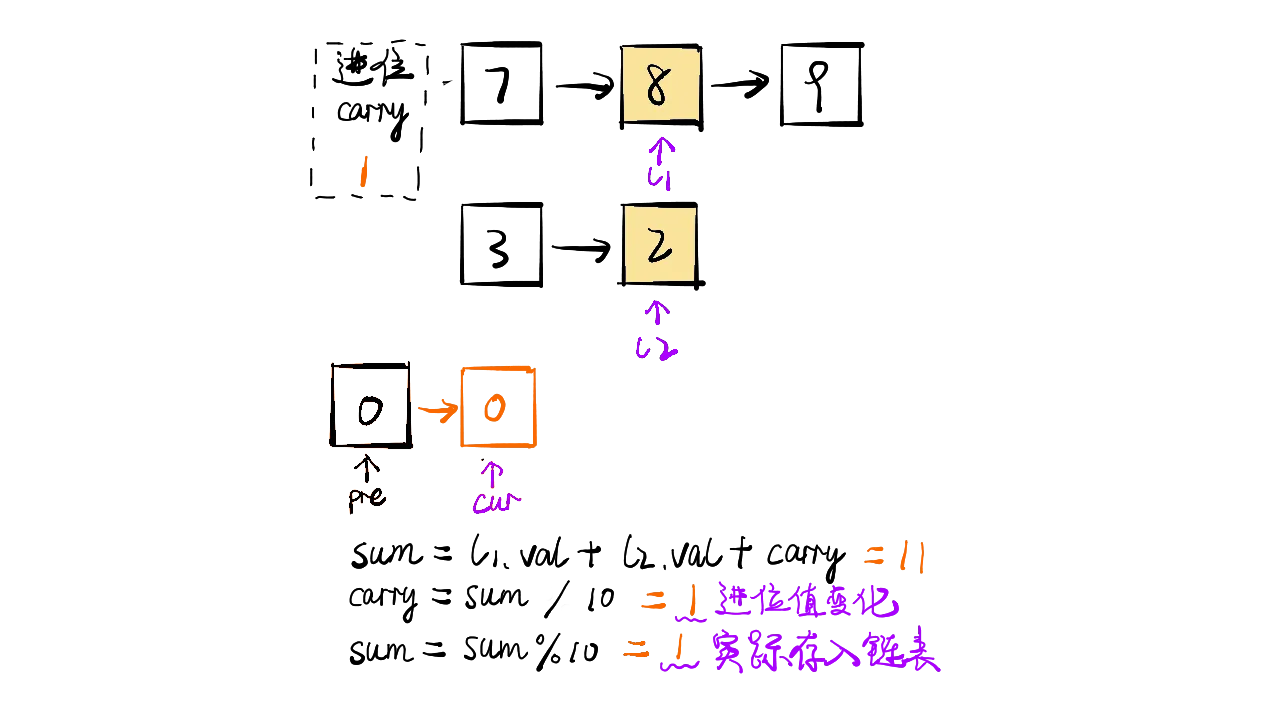 进位
carry
1
7 → 8 → 9
↑
L1
3 → 2
↑
L2
0 → 0
↑ ↑
pre cur
sum = L1.val + L2.val + carry = 11
carry = sum / 10 = 1 进位值变化
sum = sum%10 = 1 实际存入链表